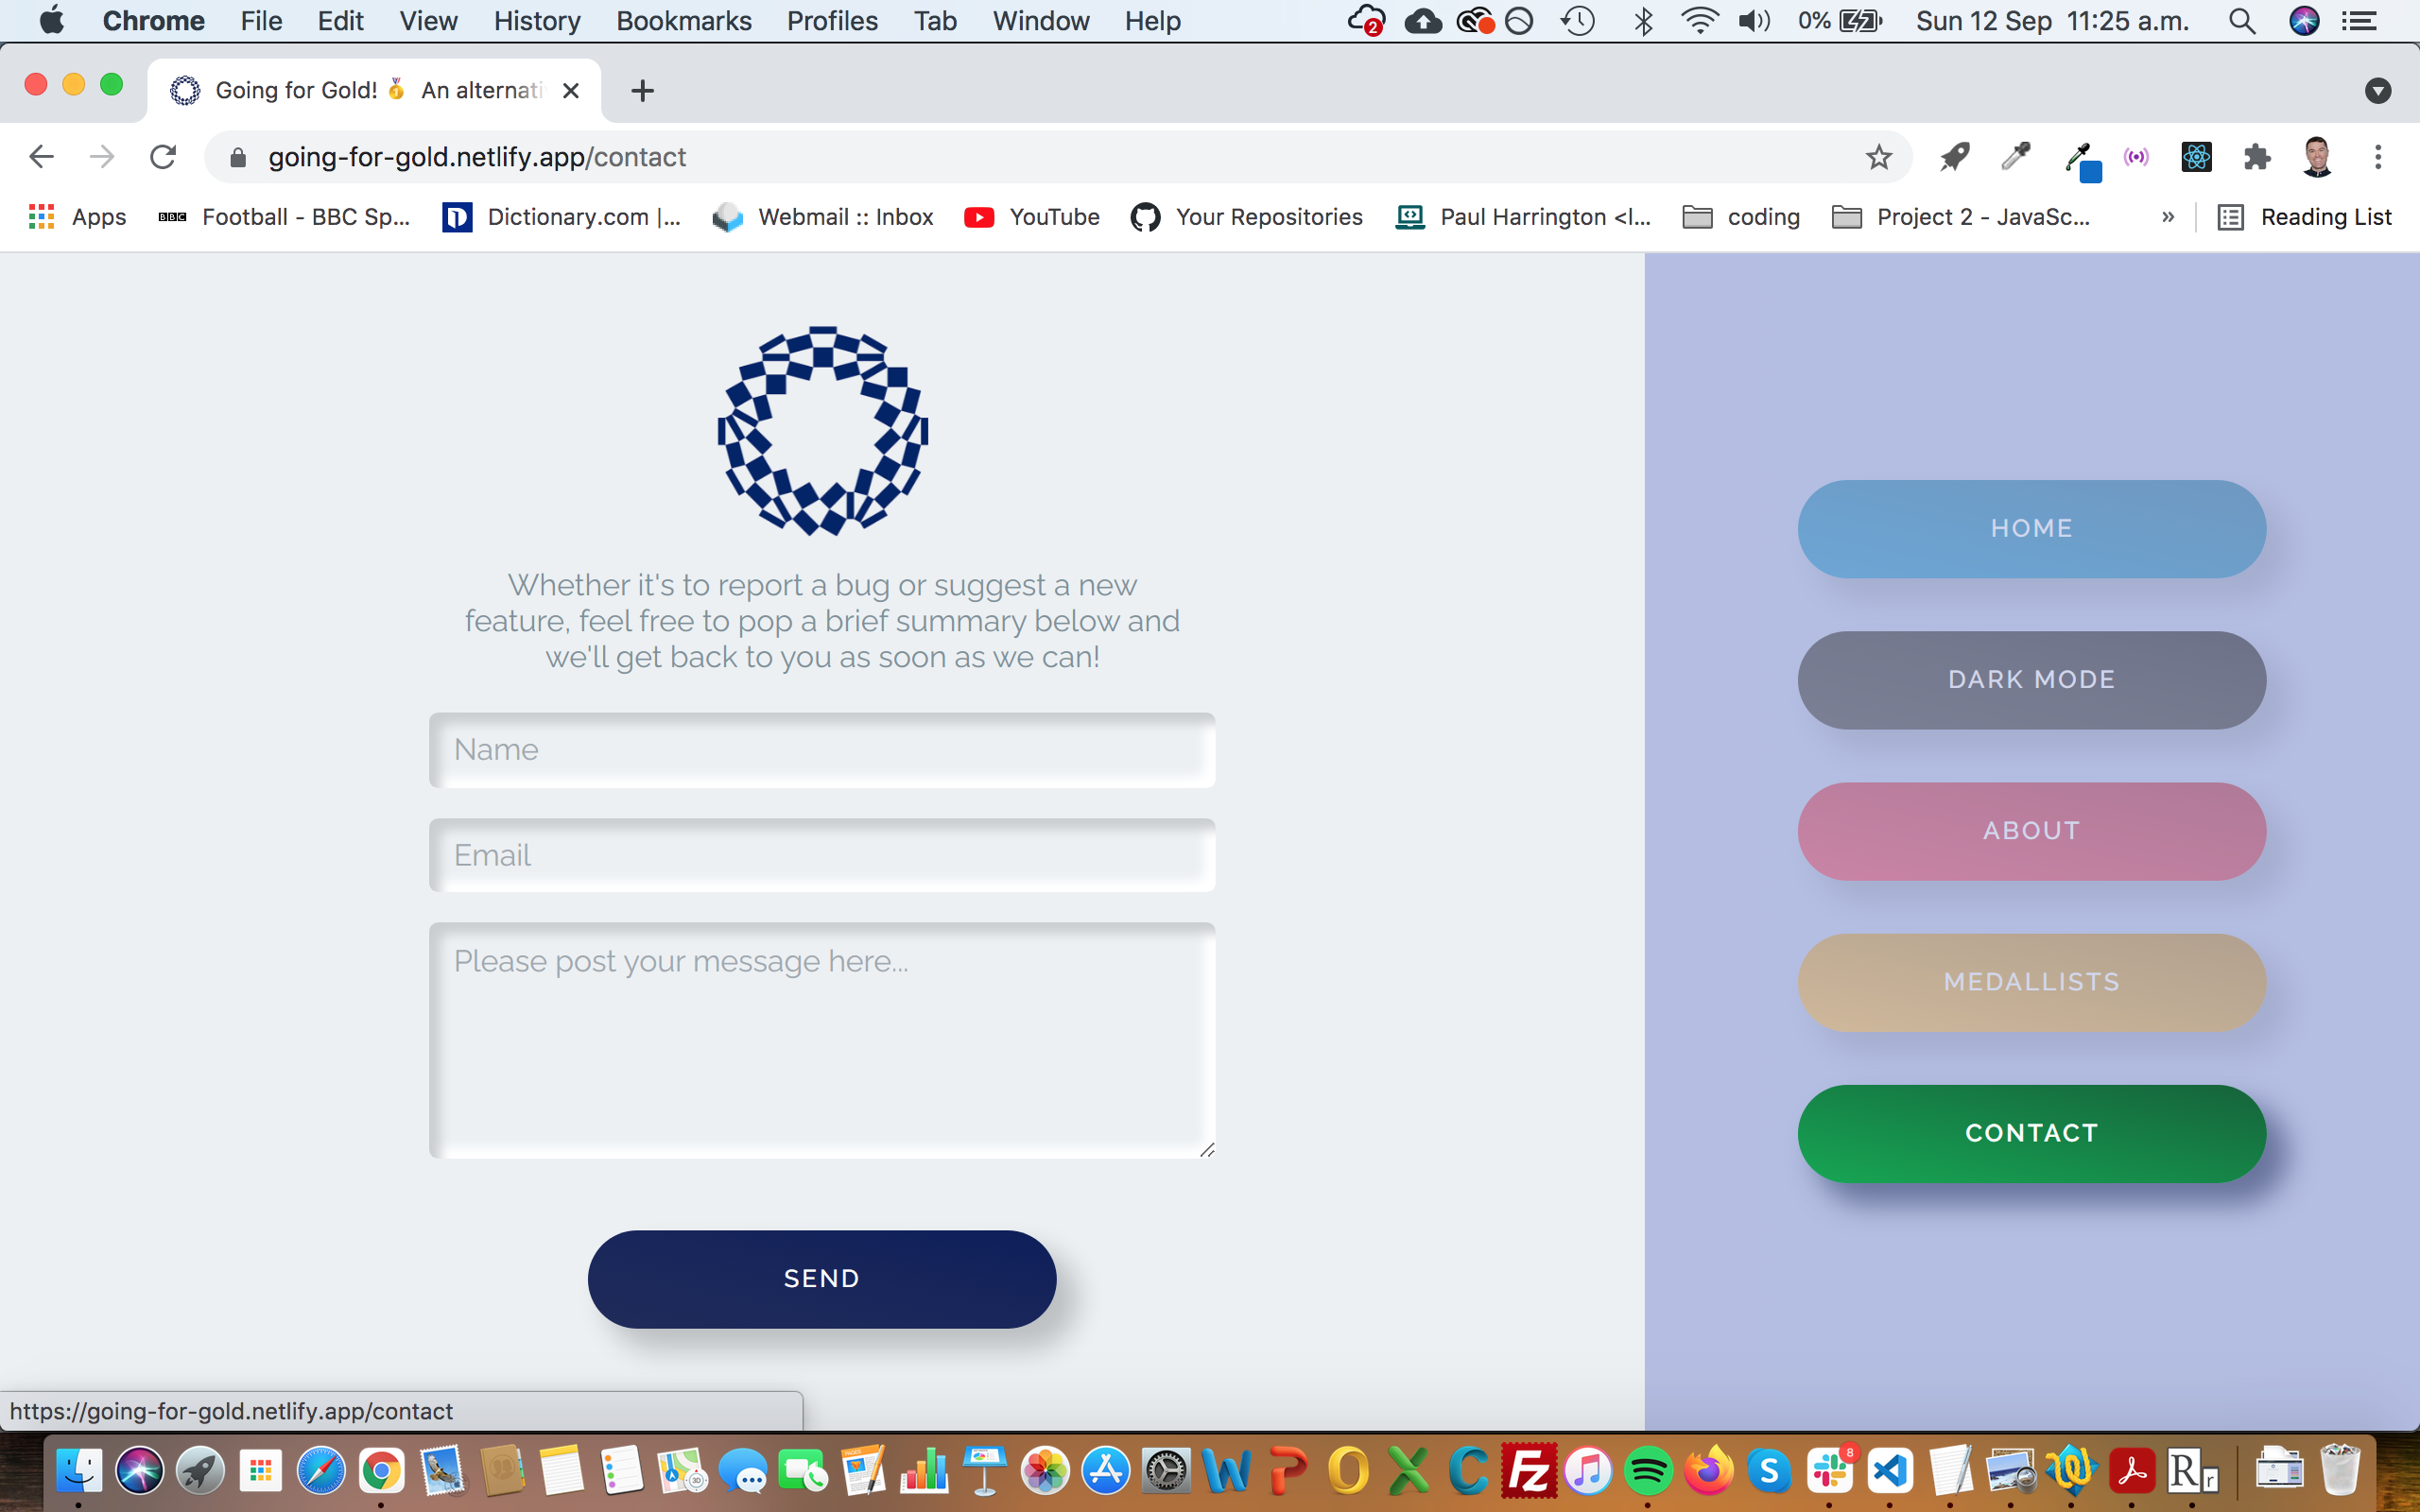 Chrome File Edit View History Bookmarks Profiles Tab Window Help 2 0% Sun 12 Sep 11:25 a.m.
Going for Gold! 🥇 An alternati
going-for-gold.netlify.app/contact
Apps BBC Football - BBC Sp... Dictionary.com |... Webmail :: Inbox YouTube Your Repositories Paul Harrington <l... coding Project 2 - JavaSc... » Reading List
Whether it's to report a bug or suggest a new
feature, feel free to pop a brief summary below and
we'll get back to you as soon as we can!
Name
Email
Please post your message here...
SEND
HOME
DARK MODE
ABOUT
MEDALLISTS
CONTACT
https://going-for-gold.netlify.app/contact
8